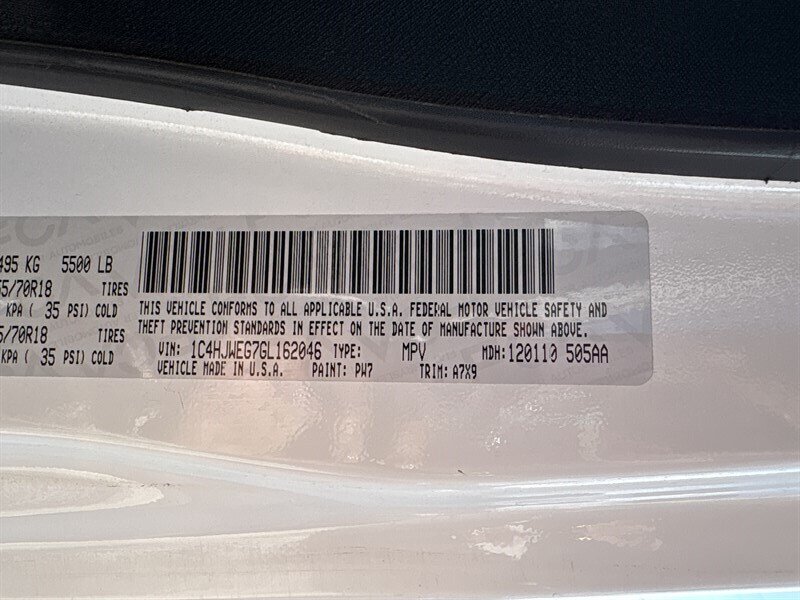 495 KG 5500 LB
5/70R18 TIRES
KPA ( 35 PSI) COLD
5/70R18 TIRES
KPA ( 35 PSI) COLD
THIS VEHICLE CONFORMS TO ALL APPLICABLE U.S.A. FEDERAL MOTOR VEHICLE SAFETY AND
THEFT PREVENTION STANDARDS IN EFFECT ON THE DATE OF MANUFACTURE SHOWN ABOVE.
VIN: 1C4HJWEG7GL162046 TYPE: MPV MDH:120110 505AA
VEHICLE MADE IN U.S.A. PAINT: PW7 TRIM: A7X9